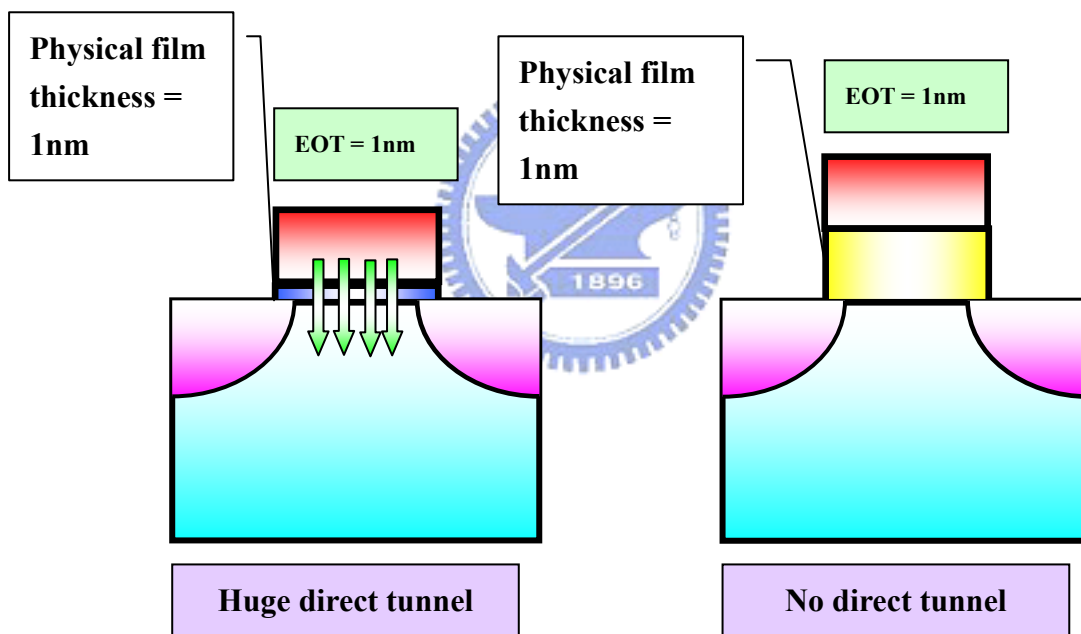 Physical film
thickness =
1nm
EOT = 1nm
Physical film
thickness =
1nm
EOT = 1nm
1896
Huge direct tunnel
No direct tunnel